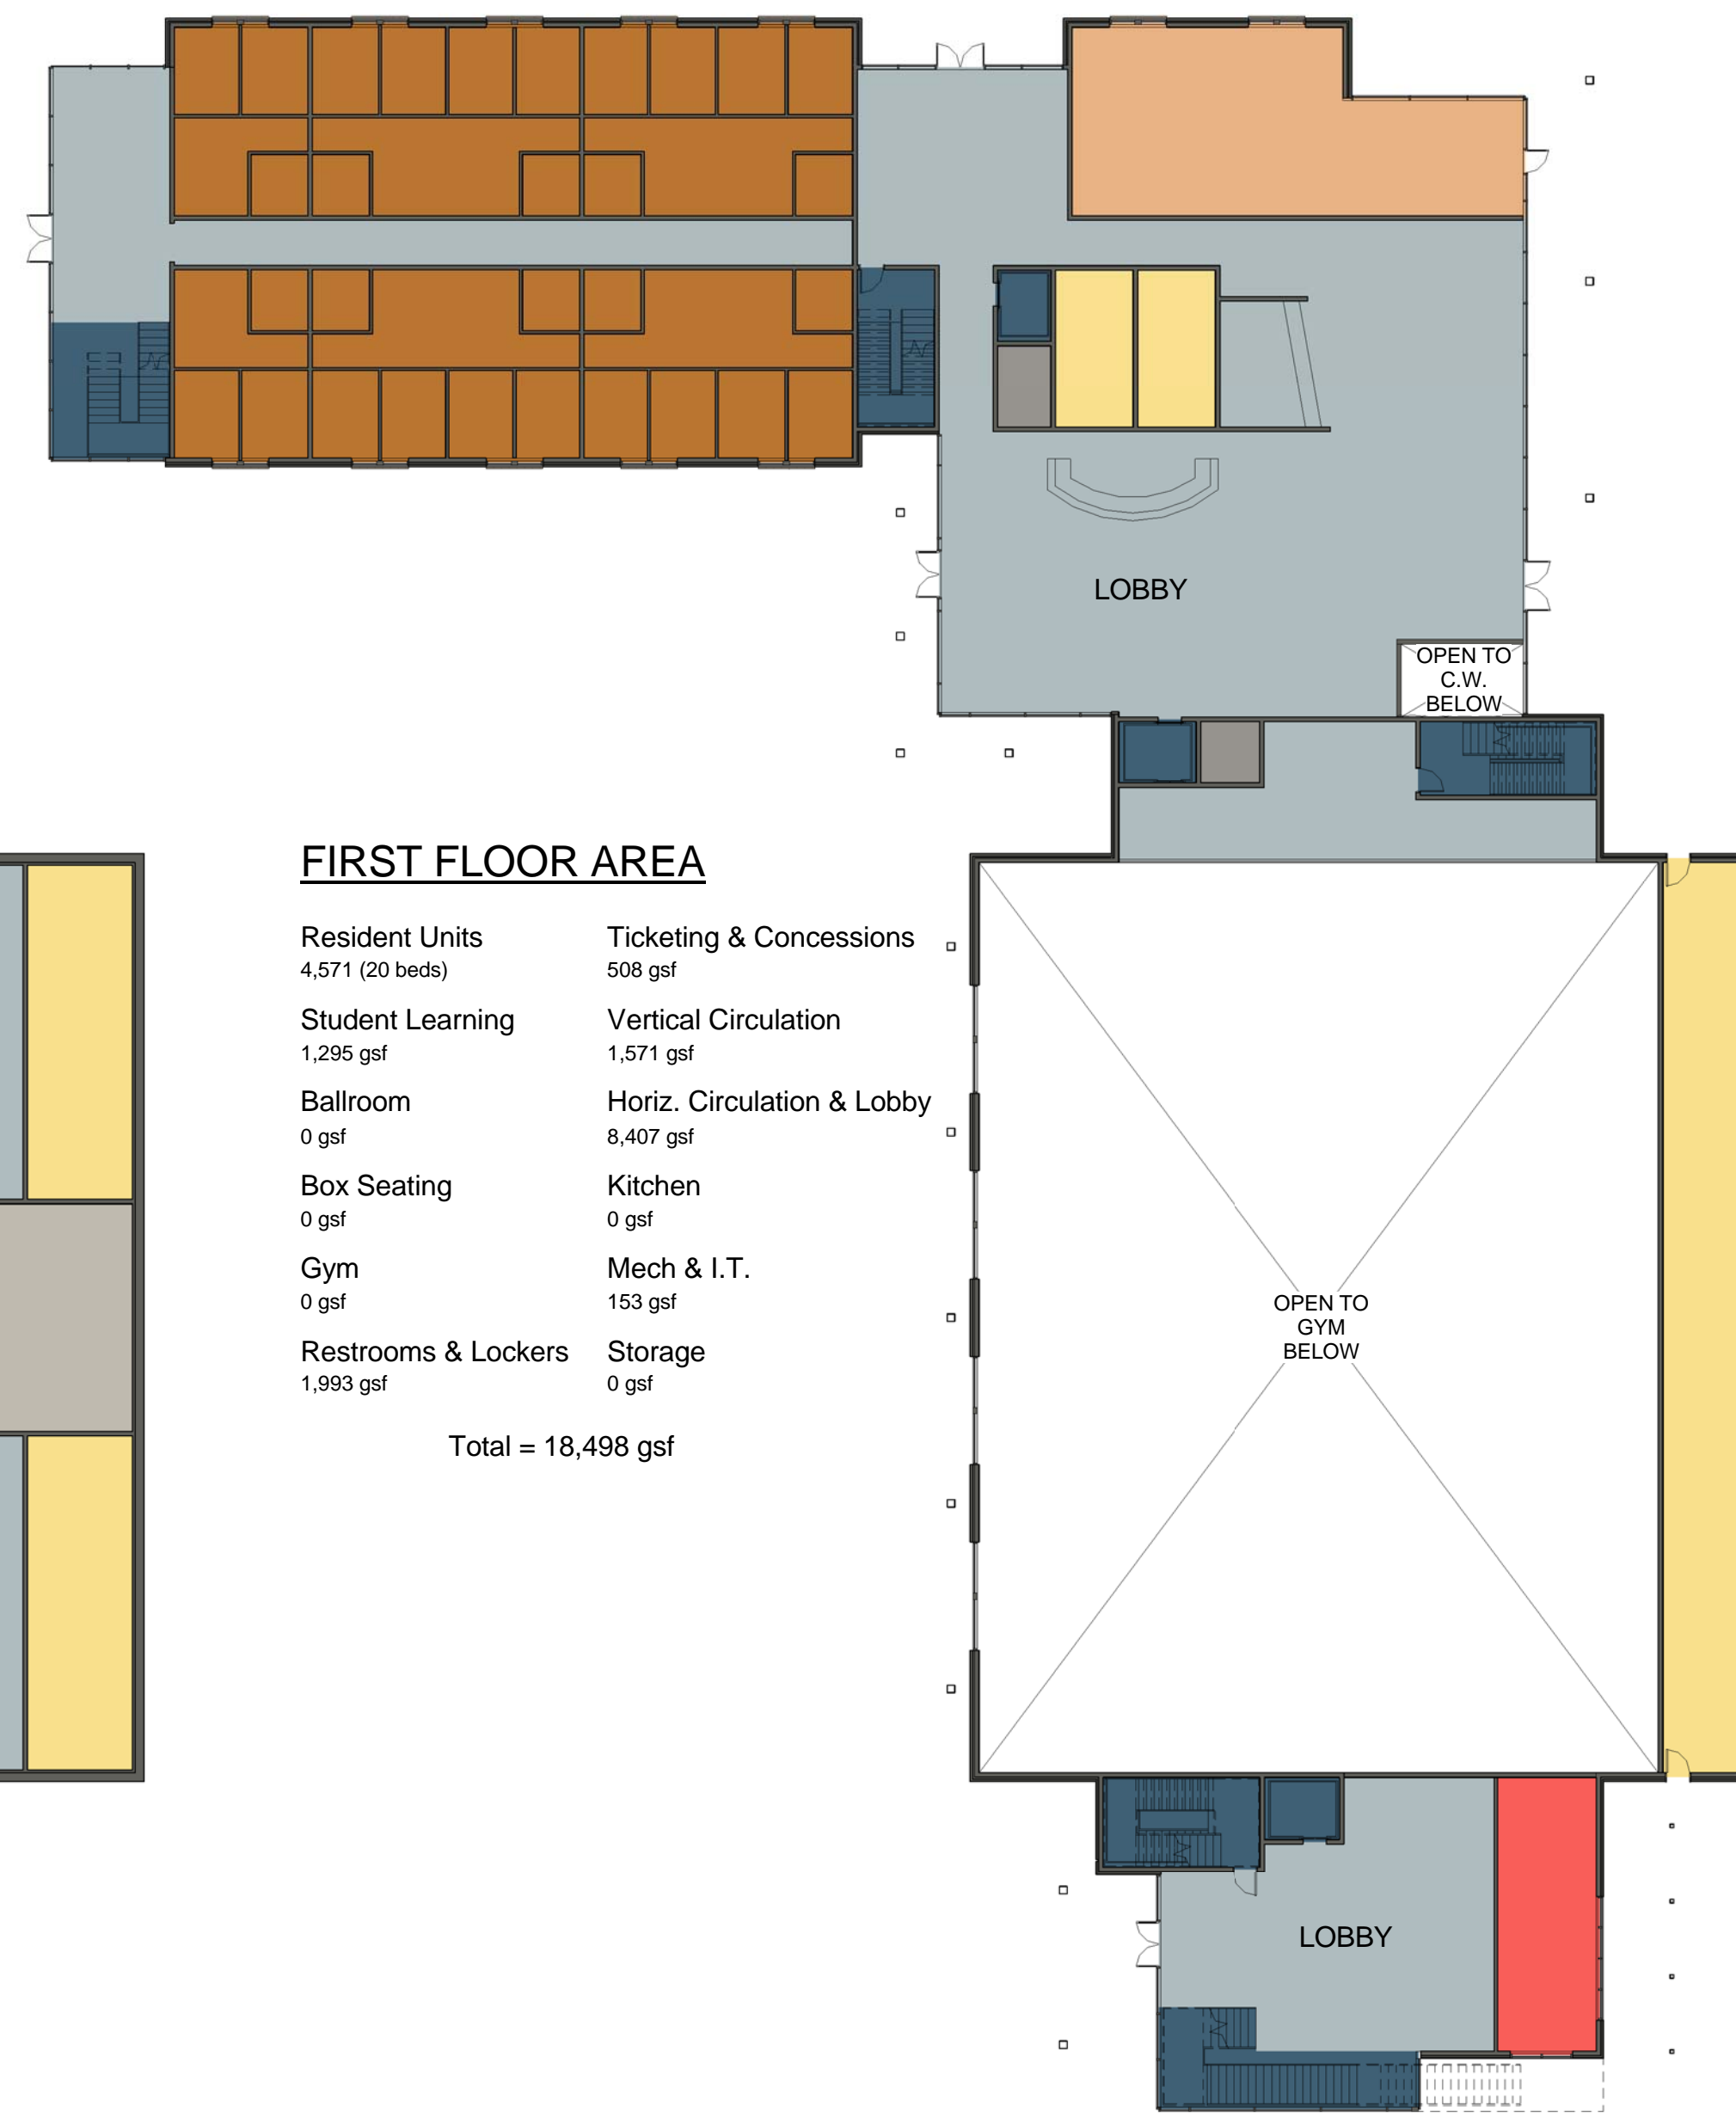 LOBBY
OPEN TO
C.W.
BELOW
FIRST FLOOR AREA
Resident Units
4,571 (20 beds)
Student Learning
1,295 gsf
Ballroom
0 gsf
Box Seating
0 gsf
Gym
0 gsf
Restrooms & Lockers
1,993 gsf
Ticketing & Concessions
508 gsf
Vertical Circulation
1,571 gsf
Horiz. Circulation & Lobby
8,407 gsf
Kitchen
0 gsf
Mech & I.T.
153 gsf
Storage
0 gsf
Total = 18,498 gsf
OPEN TO
GYM
BELOW
LOBBY